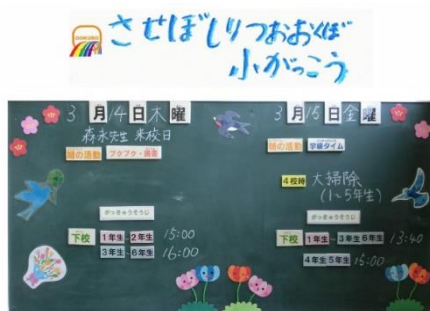 させぼしりつおおくぼ
小がっこう
3月14日木曜
森永先生 来校日
朝の活動 ブクブク・読書
がっきゅうそうじ
下校 1年生 2年生 15:00
3年生 6年生 16:00
3月15日金曜
朝の活動 学級タイム
4校時 大掃除
(1~5年生)
がっきゅうそうじ
下校 1年生 3年生6年生 13:40
4年生5年生 15:00